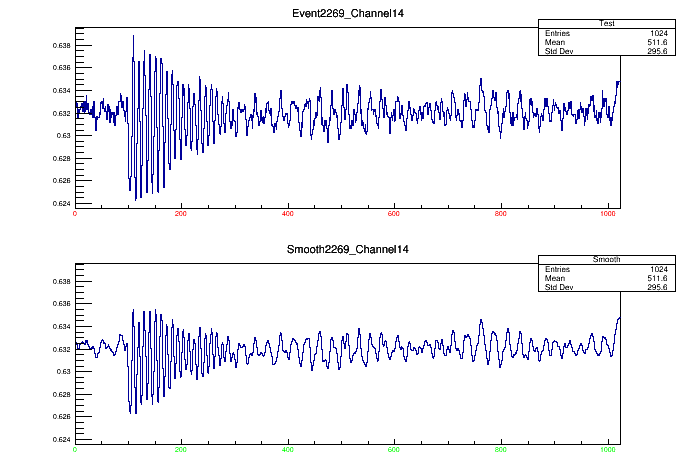 Event2269_Channel14
Test
Entries 1024
Mean 511.6
Std Dev 295.6
0.638
0.636
0.634
0.632
0.63
0.628
0.626
0.624
0 200 400 600 800 1000
Smooth2269_Channel14
Smooth
Entries 1024
Mean 511.6
Std Dev 295.6
0.638
0.636
0.634
0.632
0.63
0.628
0.626
0.624
0 200 400 600 800 1000